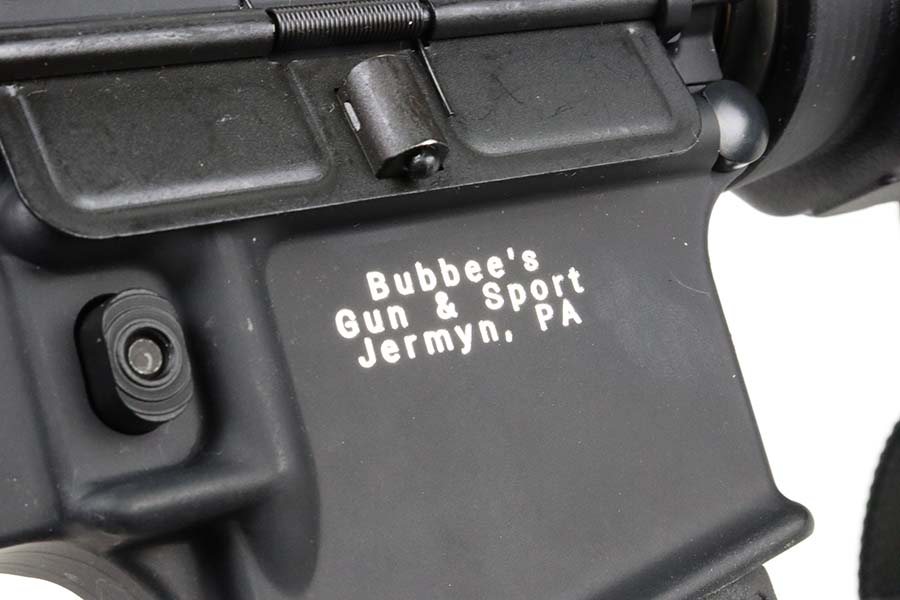 Bubbee's
Gun & Sport
Jermyn, PA